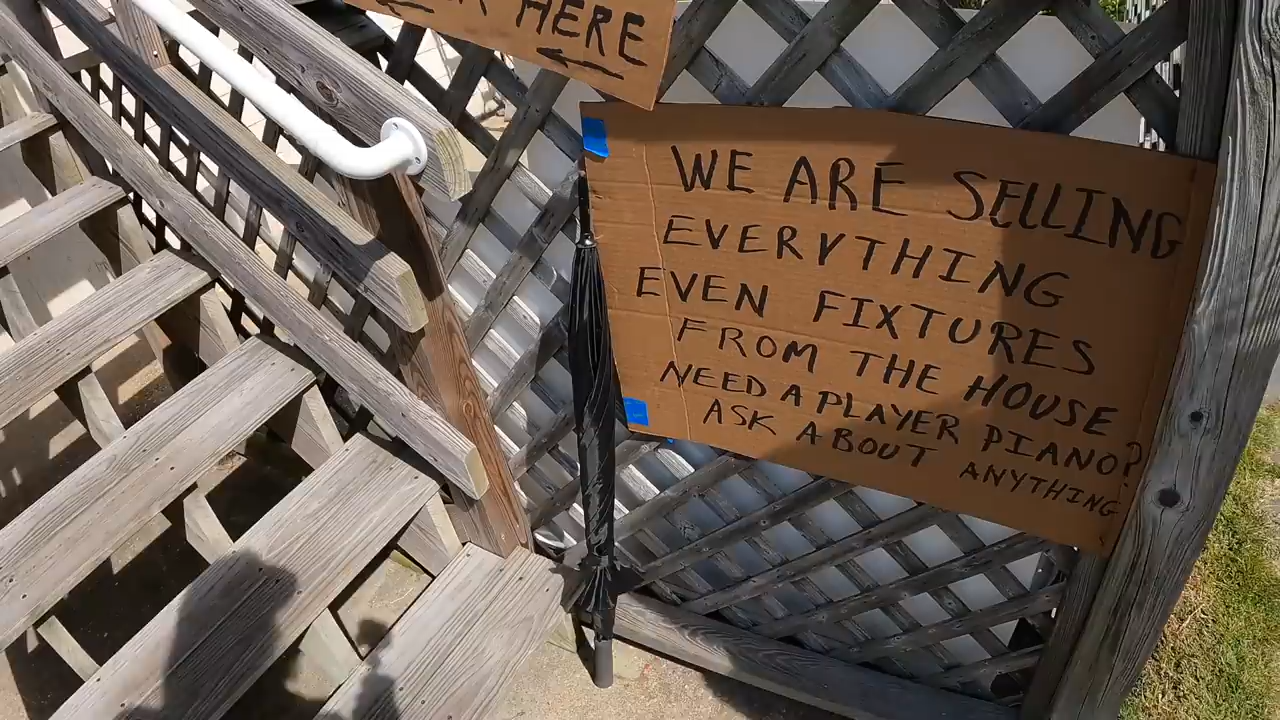 HERE
WE ARE SELLING
EVERYTHING
EVEN FIXTURES
FROM THE HOUSE
NEED A PLAYER PIANO?
ASK ABOUT ANYTHING